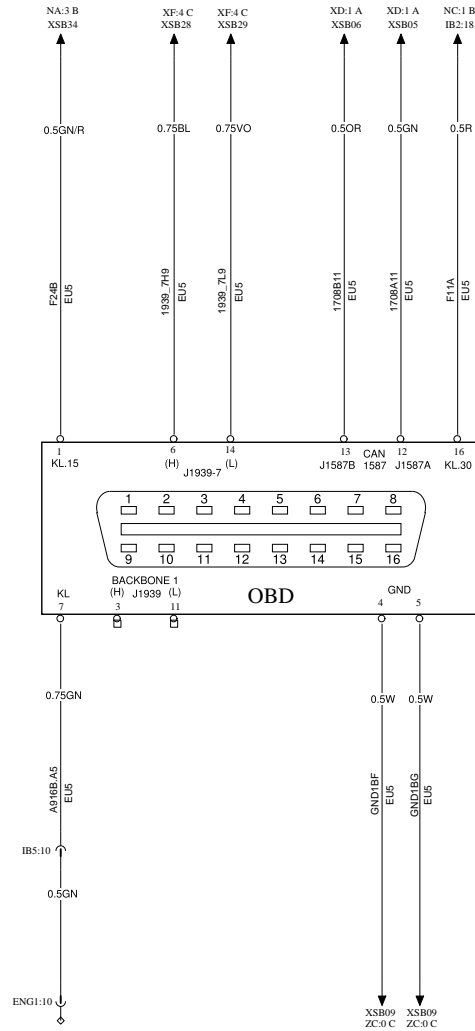 NA:3 B XF:4 C XF:4 C XD:1 A XD:1 A NC:1 B
XSB34 XSB28 XSB29 XSB06 XSB05 IB2:18
0.5GN/R 0.75BL 0.75VO 0.5OR 0.5GN 0.5R
F24B 1939_7H9 1939_7L9 1708B11 1708A11 F11A
EU5 EU5 EU5 EU5 EU5 EU5
1 6 14 13 CAN 12 16
KL.15 (H) (L) J1587B 1587 J1587A KL.30
J1939-7
1 2 3 4 5 6 7 8
9 10 11 12 13 14 15 16
BACKBONE 1
KL (H) J1939 (L) OBD GND
7 3 11 4 5
0.75GN 0.5W 0.5W
A916B.A5 GND1BF GND1BG
EU5 EU5 EU5
IB5:10
0.5GN
ENG1:10
XSB09 XSB09
ZC:0 C ZC:0 C